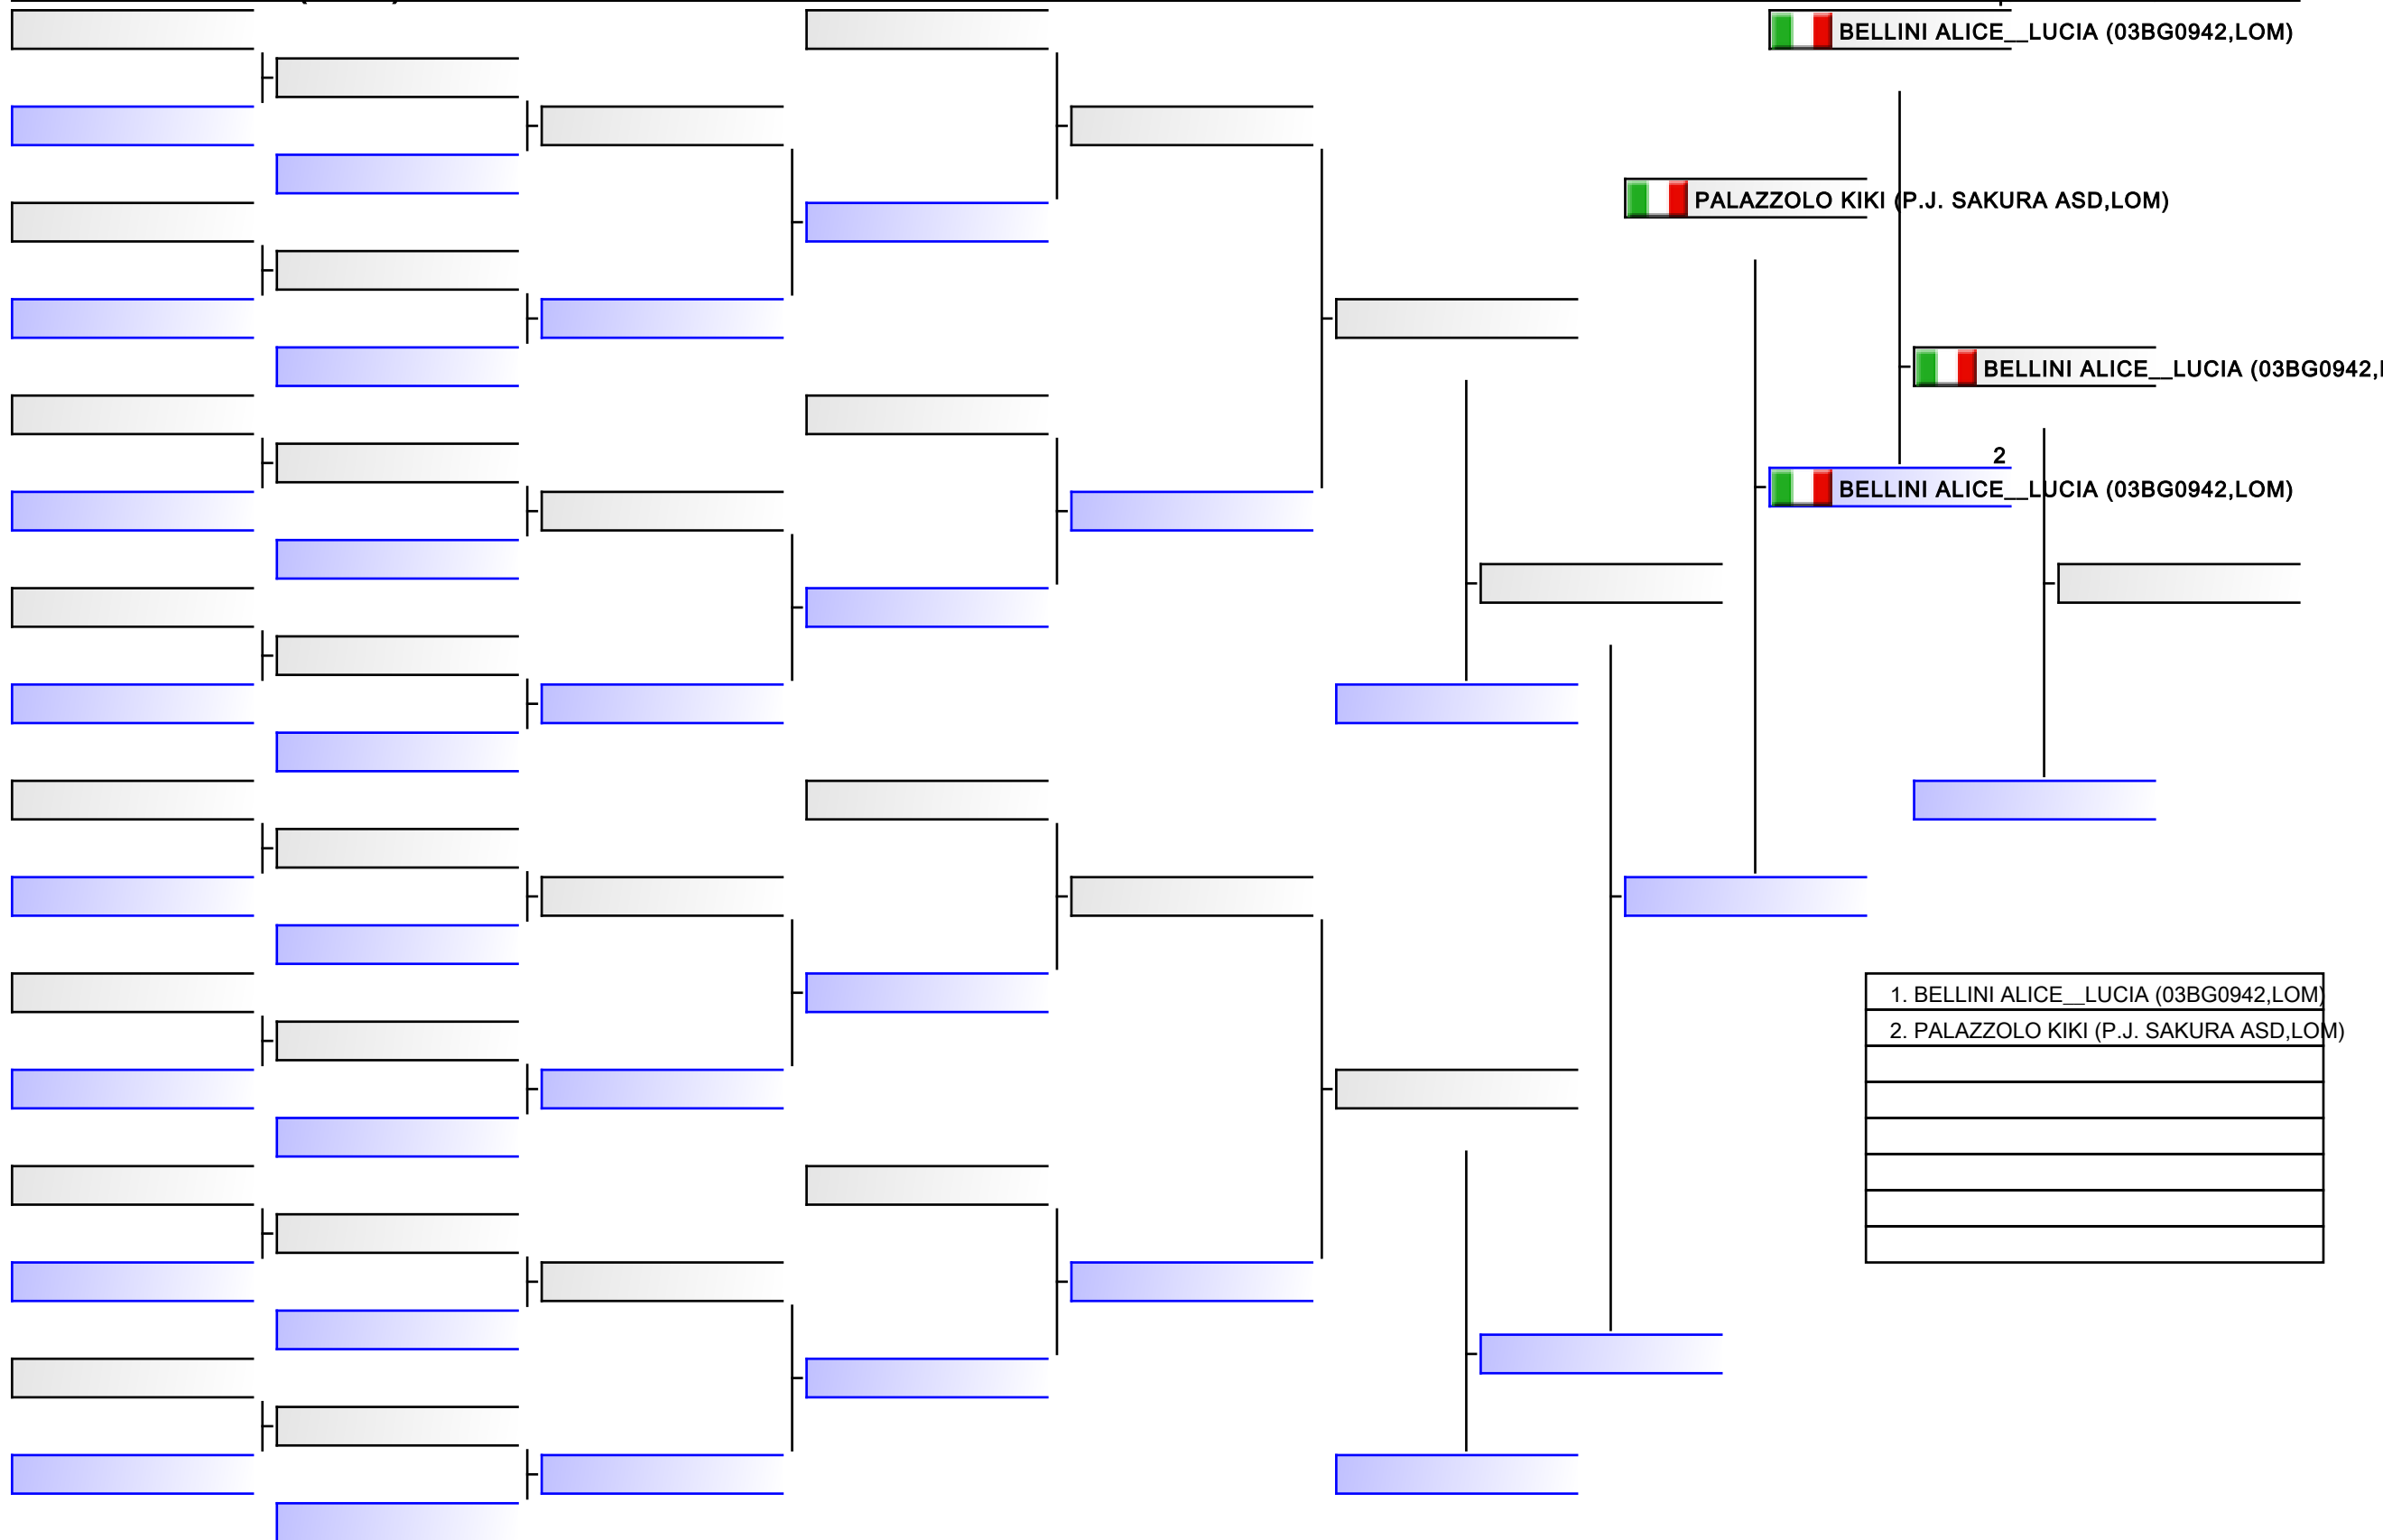 BELLINI ALICE__LUCIA (03BG0942,LOM)
PALAZZOLO KIKI (P.J. SAKURA ASD,LOM)
BELLINI ALICE__LUCIA (03BG0942,
2
BELLINI ALICE__LUCIA (03BG0942,LOM)
1. BELLINI ALICE__LUCIA (03BG0942,LOM)
2. PALAZZOLO KIKI (P.J. SAKURA ASD,LOM)